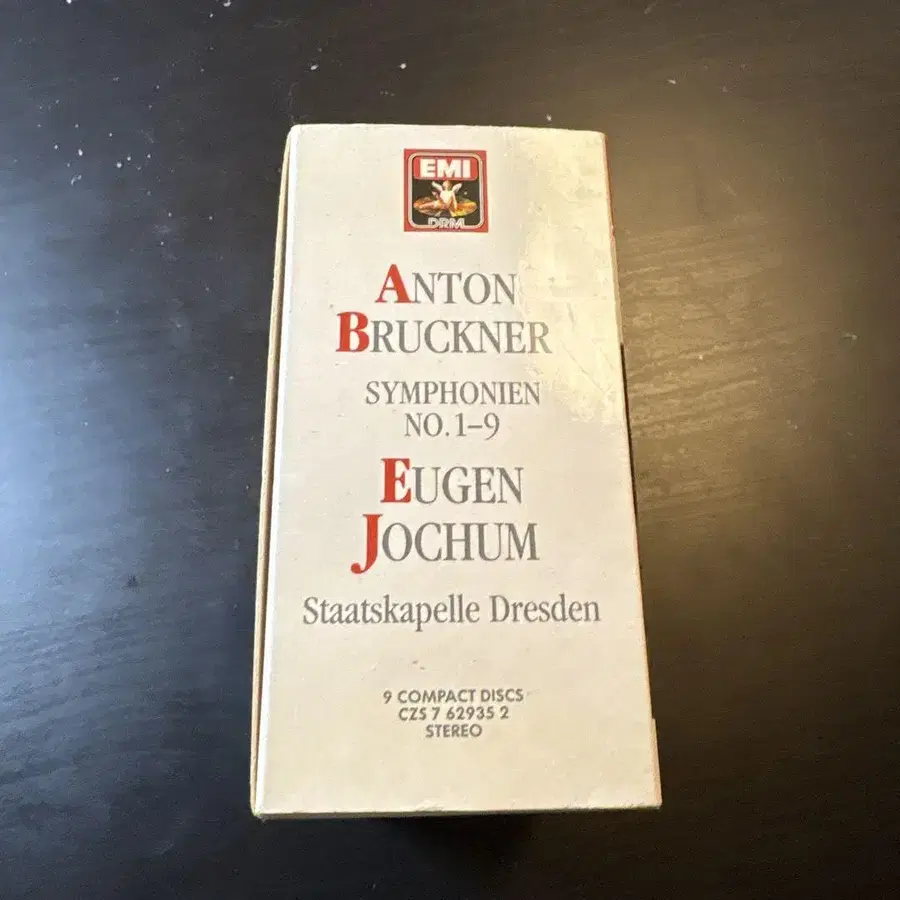 EMI
DRM
ANTON
BRUCKNER
SYMPHONIEN
NO. 1–9
EUGEN
JOCHUM
Staatskapelle Dresden
9 COMPACT DISCS
CZS 7 62935 2
STEREO